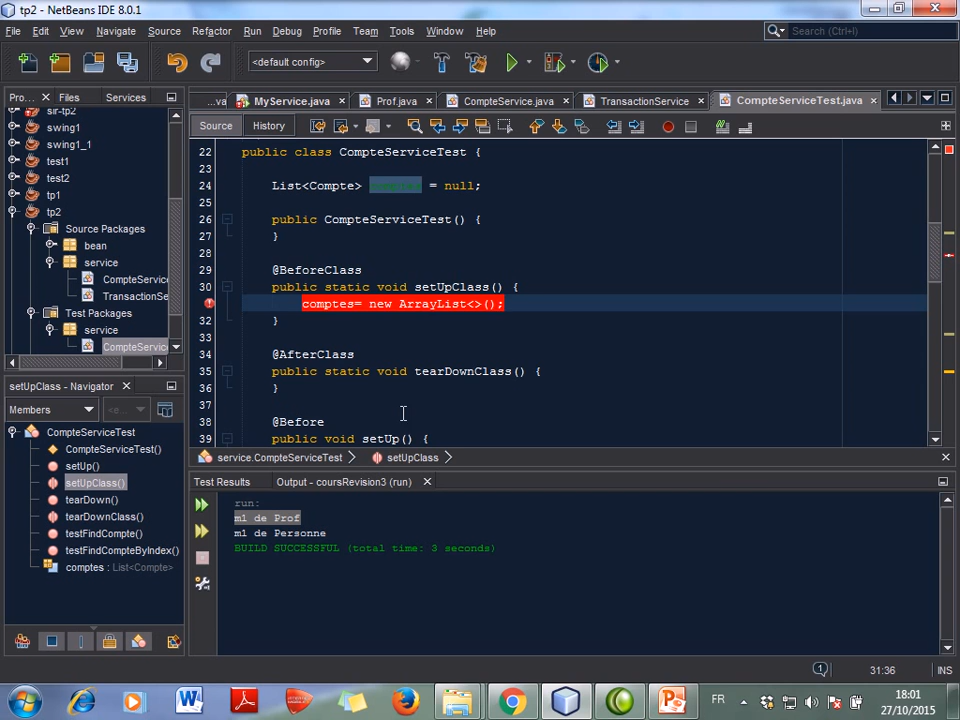 tp2 - NetBeans IDE 8.0.1
File Edit View Navigate Source Refactor Run Debug Profile Team Tools Window Help
Search (Ctrl+I)
<default config>
Pro... Files Services
...va MyService.java Prof.java CompteService.java TransactionService CompteServiceTest.java
Source History
sir-tp2
swing1
swing1_1
test1
test2
tp1
tp2
Source Packages
bean
service
CompteServic
TransactionSe
Test Packages
service
CompteServic
22 public class CompteServiceTest {
23
24 List<Compte> comptes = null;
25
26 public CompteServiceTest() {
27 }
28
29 @BeforeClass
30 public static void setUpClass() {
comptes= new ArrayList<>();
32 }
33
34 @AfterClass
35 public static void tearDownClass() {
36 }
37
38 @Before
39 public void setUp() {
service.CompteServiceTest setUpClass
setUpClass() - Navigator
Members <e...
CompteServiceTest
CompteServiceTest()
setUp()
setUpClass()
tearDown()
tearDownClass()
testFindCompte()
testFindCompteByIndex()
comptes : List<Compte>
Test Results Output - coursRevision3 (run)
run:
m1 de Prof
m1 de Personne
BUILD SUCCESSFUL (total time: 3 seconds)
1 31:36 INS
FR
18:01
27/10/2015